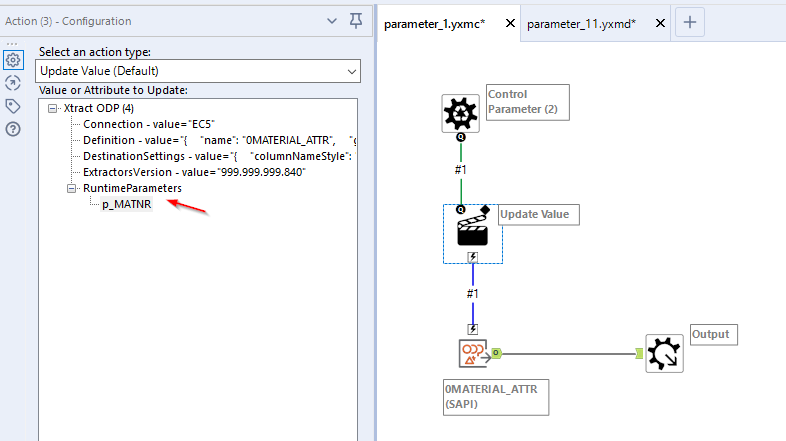 Action (3) - Configuration
Select an action type:
Update Value (Default)
Value or Attribute to Update:
Xtract ODP (4)
Connection - value="EC5"
Definition - value="{ "name": "0MATERIAL_ATTR", "g
DestinationSettings - value="{ "columnNameStyle":
ExtractorsVersion - value="999.999.999.840"
RuntimeParameters
p_MATNR
parameter_1.yxmc*
parameter_11.yxmd*
Control
Parameter (2)
Q
#1
Q
Update Value
#1
ODP
O
Output
0MATERIAL_ATTR
(SAPI)